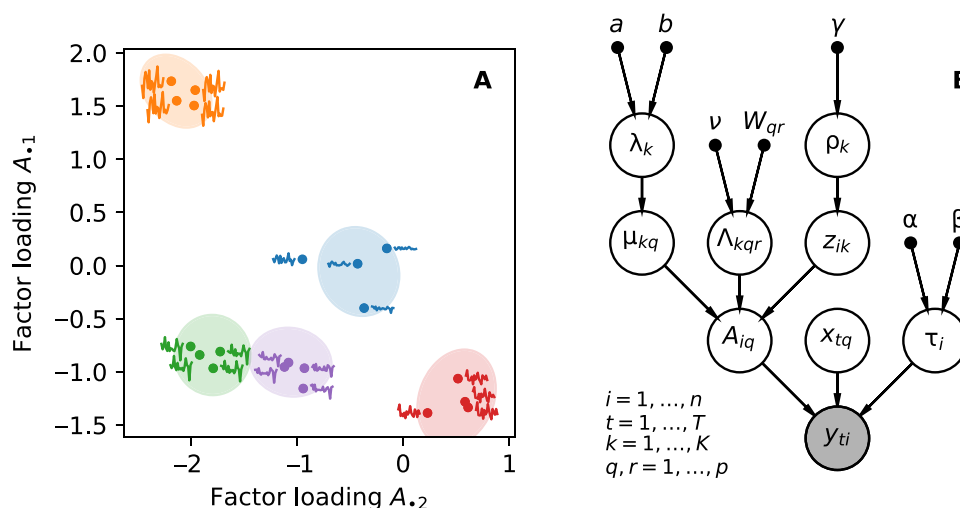 A
2.0
1.5
1.0
0.5
0.0
−0.5
−1.0
−1.5
Factor loading A•1
−2
−1
0
1
Factor loading A•2
a
b
γ
B
λk
ν
Wqr
ρk
μkq
Λkqr
zik
α
β
Aiq
xtq
τi
i = 1, ..., n
t = 1, ..., T
k = 1, ..., K
q, r = 1, ..., p
yti